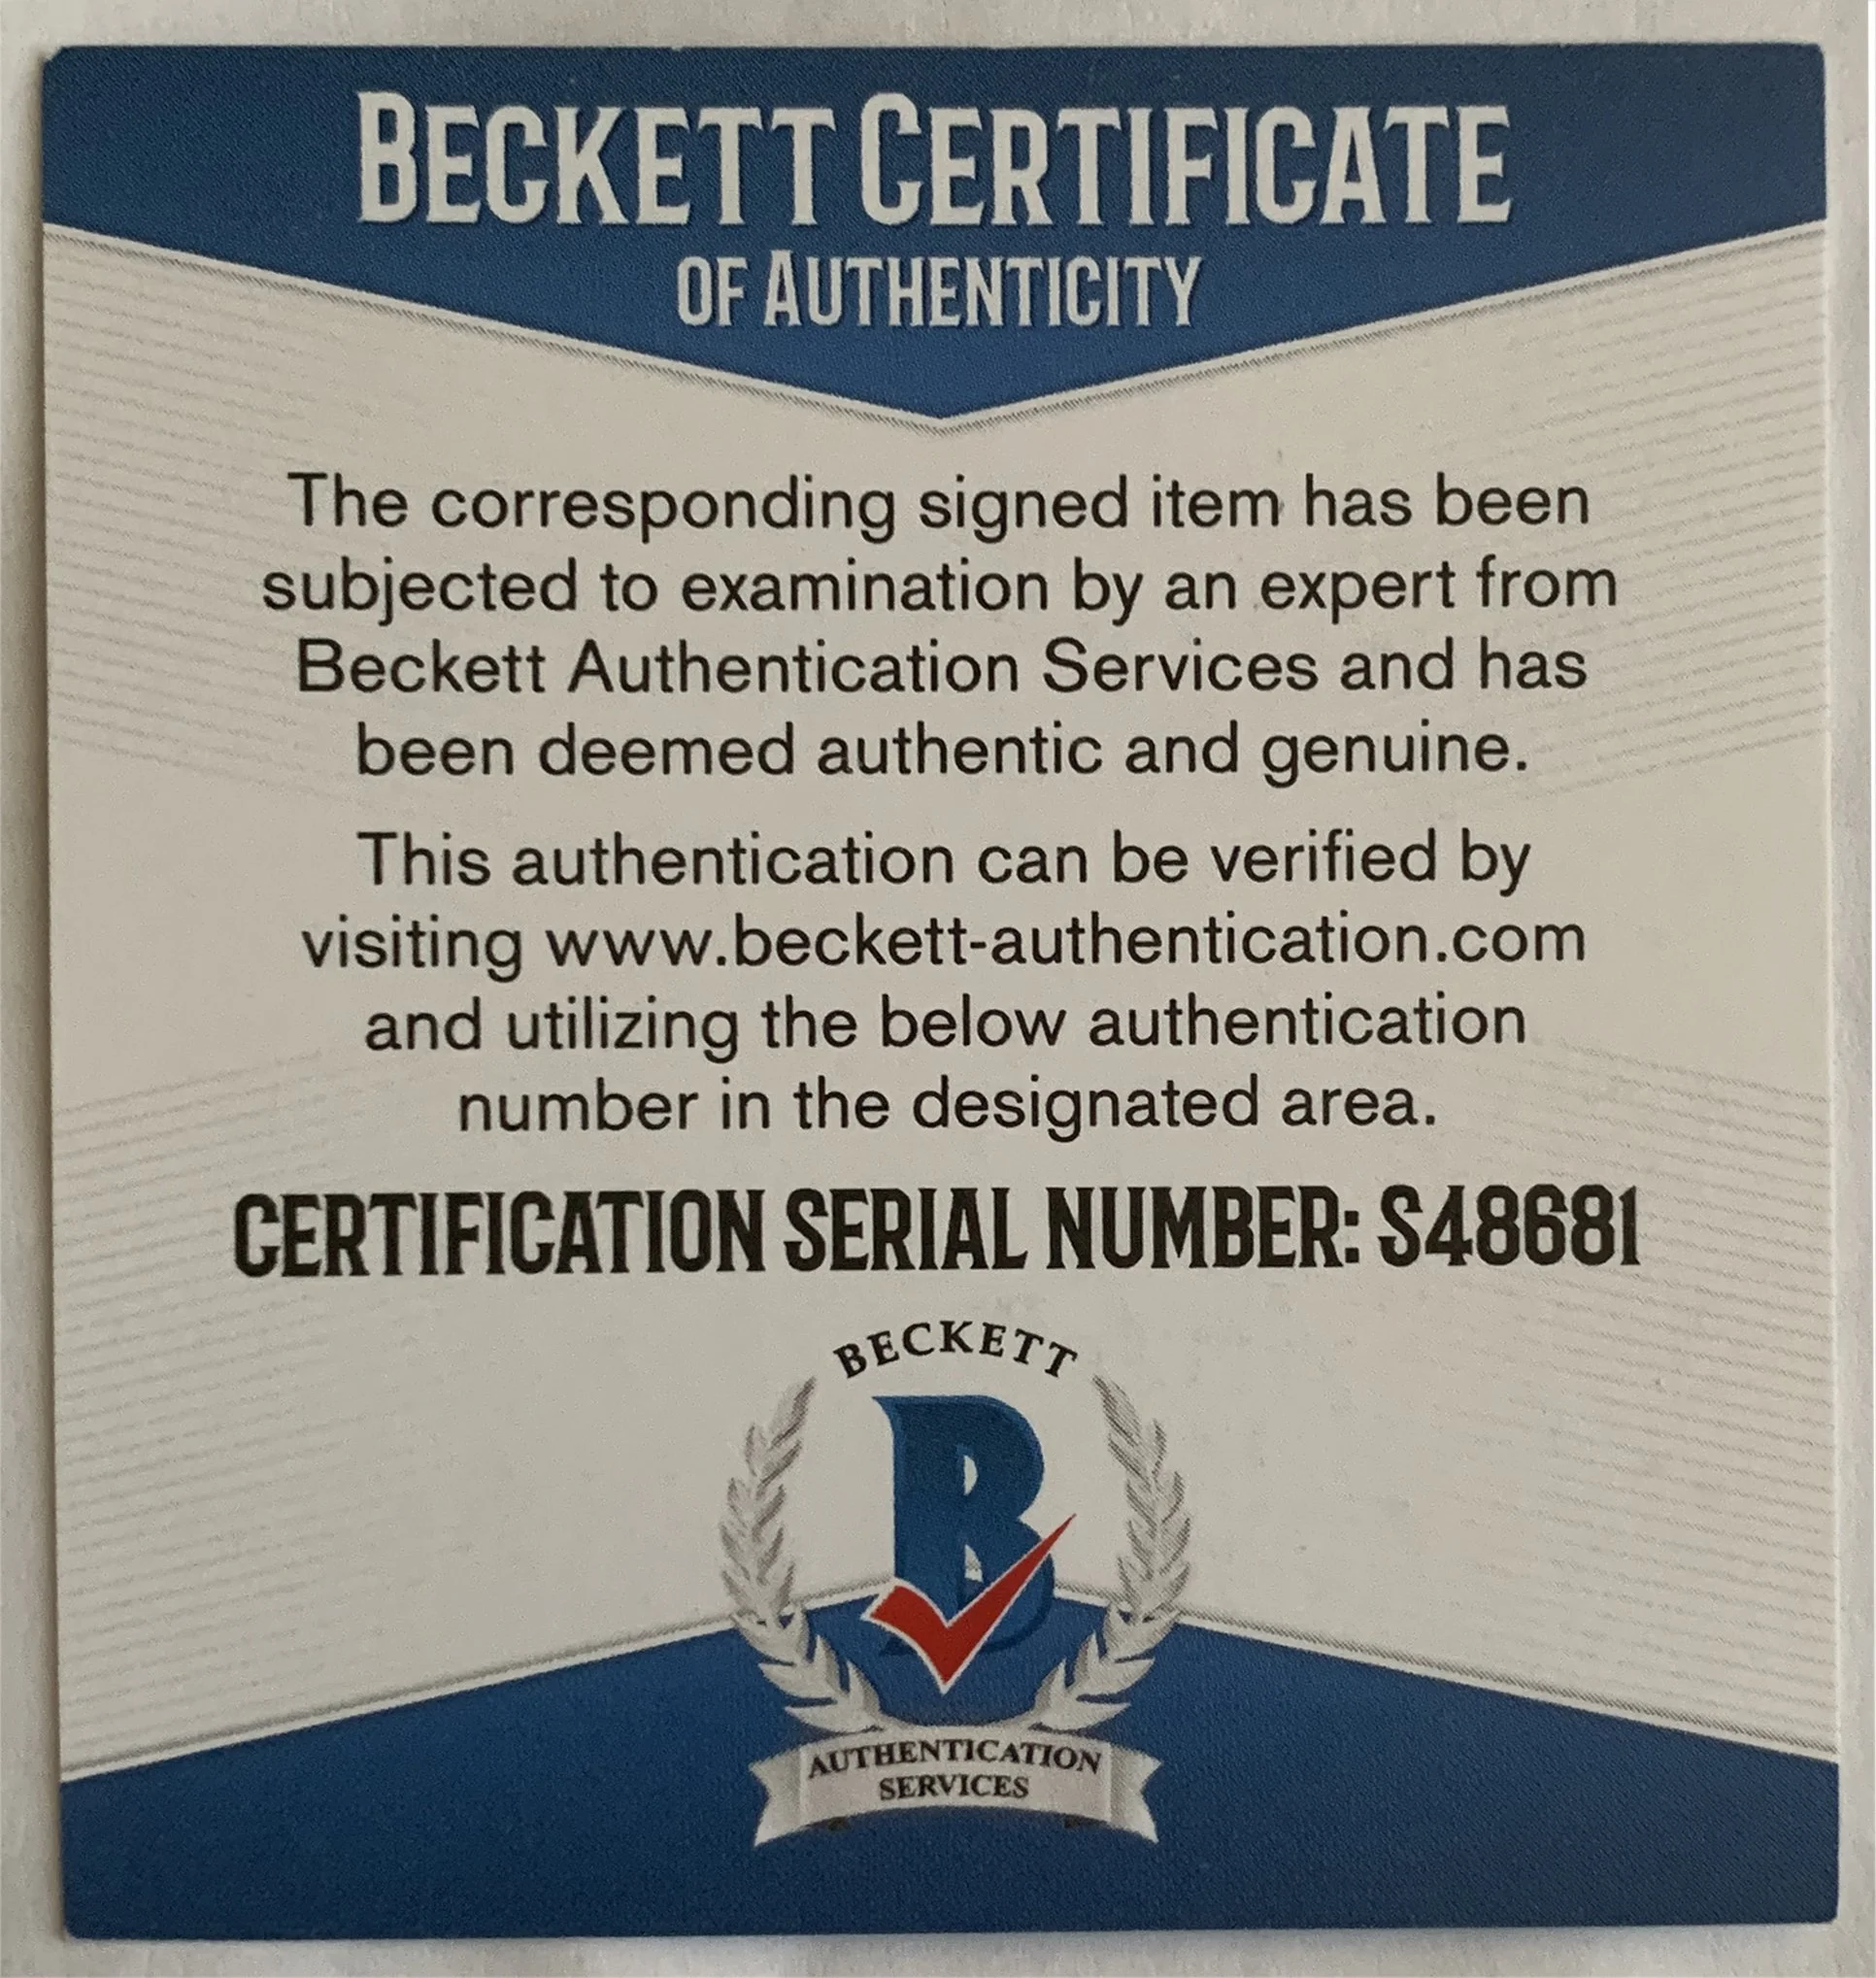 BECKETT CERTIFICATE
OF AUTHENTICITY
The corresponding signed item has been
subjected to examination by an expert from
Beckett Authentication Services and has
been deemed authentic and genuine.
This authentication can be verified by
visiting www.beckett-authentication.com
and utilizing the below authentication
number in the designated area.
CERTIFICATION SERIAL NUMBER: S48681
BECKETT
B
AUTHENTICATION
SERVICES